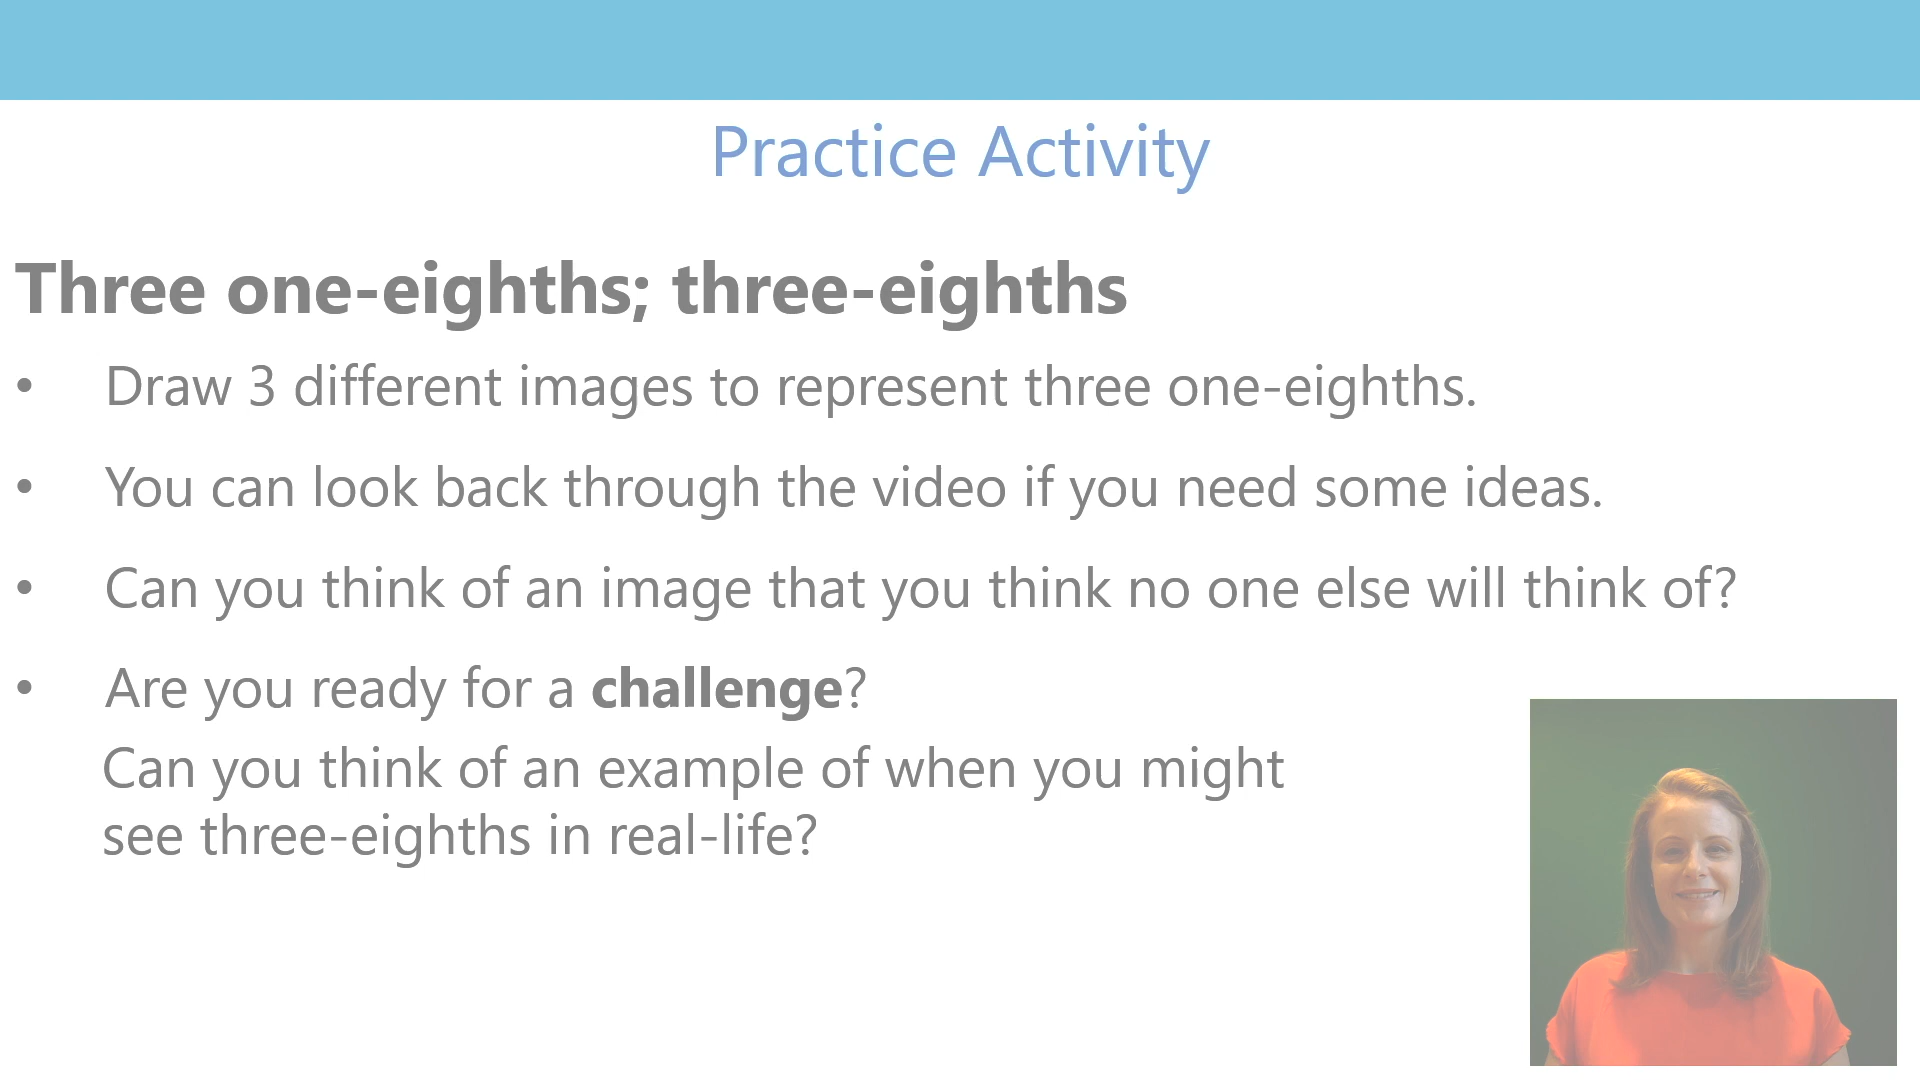 Practice Activity
Three one-eighths; three-eighths
• Draw 3 different images to represent three one-eighths.
• You can look back through the video if you need some ideas.
• Can you think of an image that you think no one else will think of?
• Are you ready for a challenge?
Can you think of an example of when you might
see three-eighths in real-life?